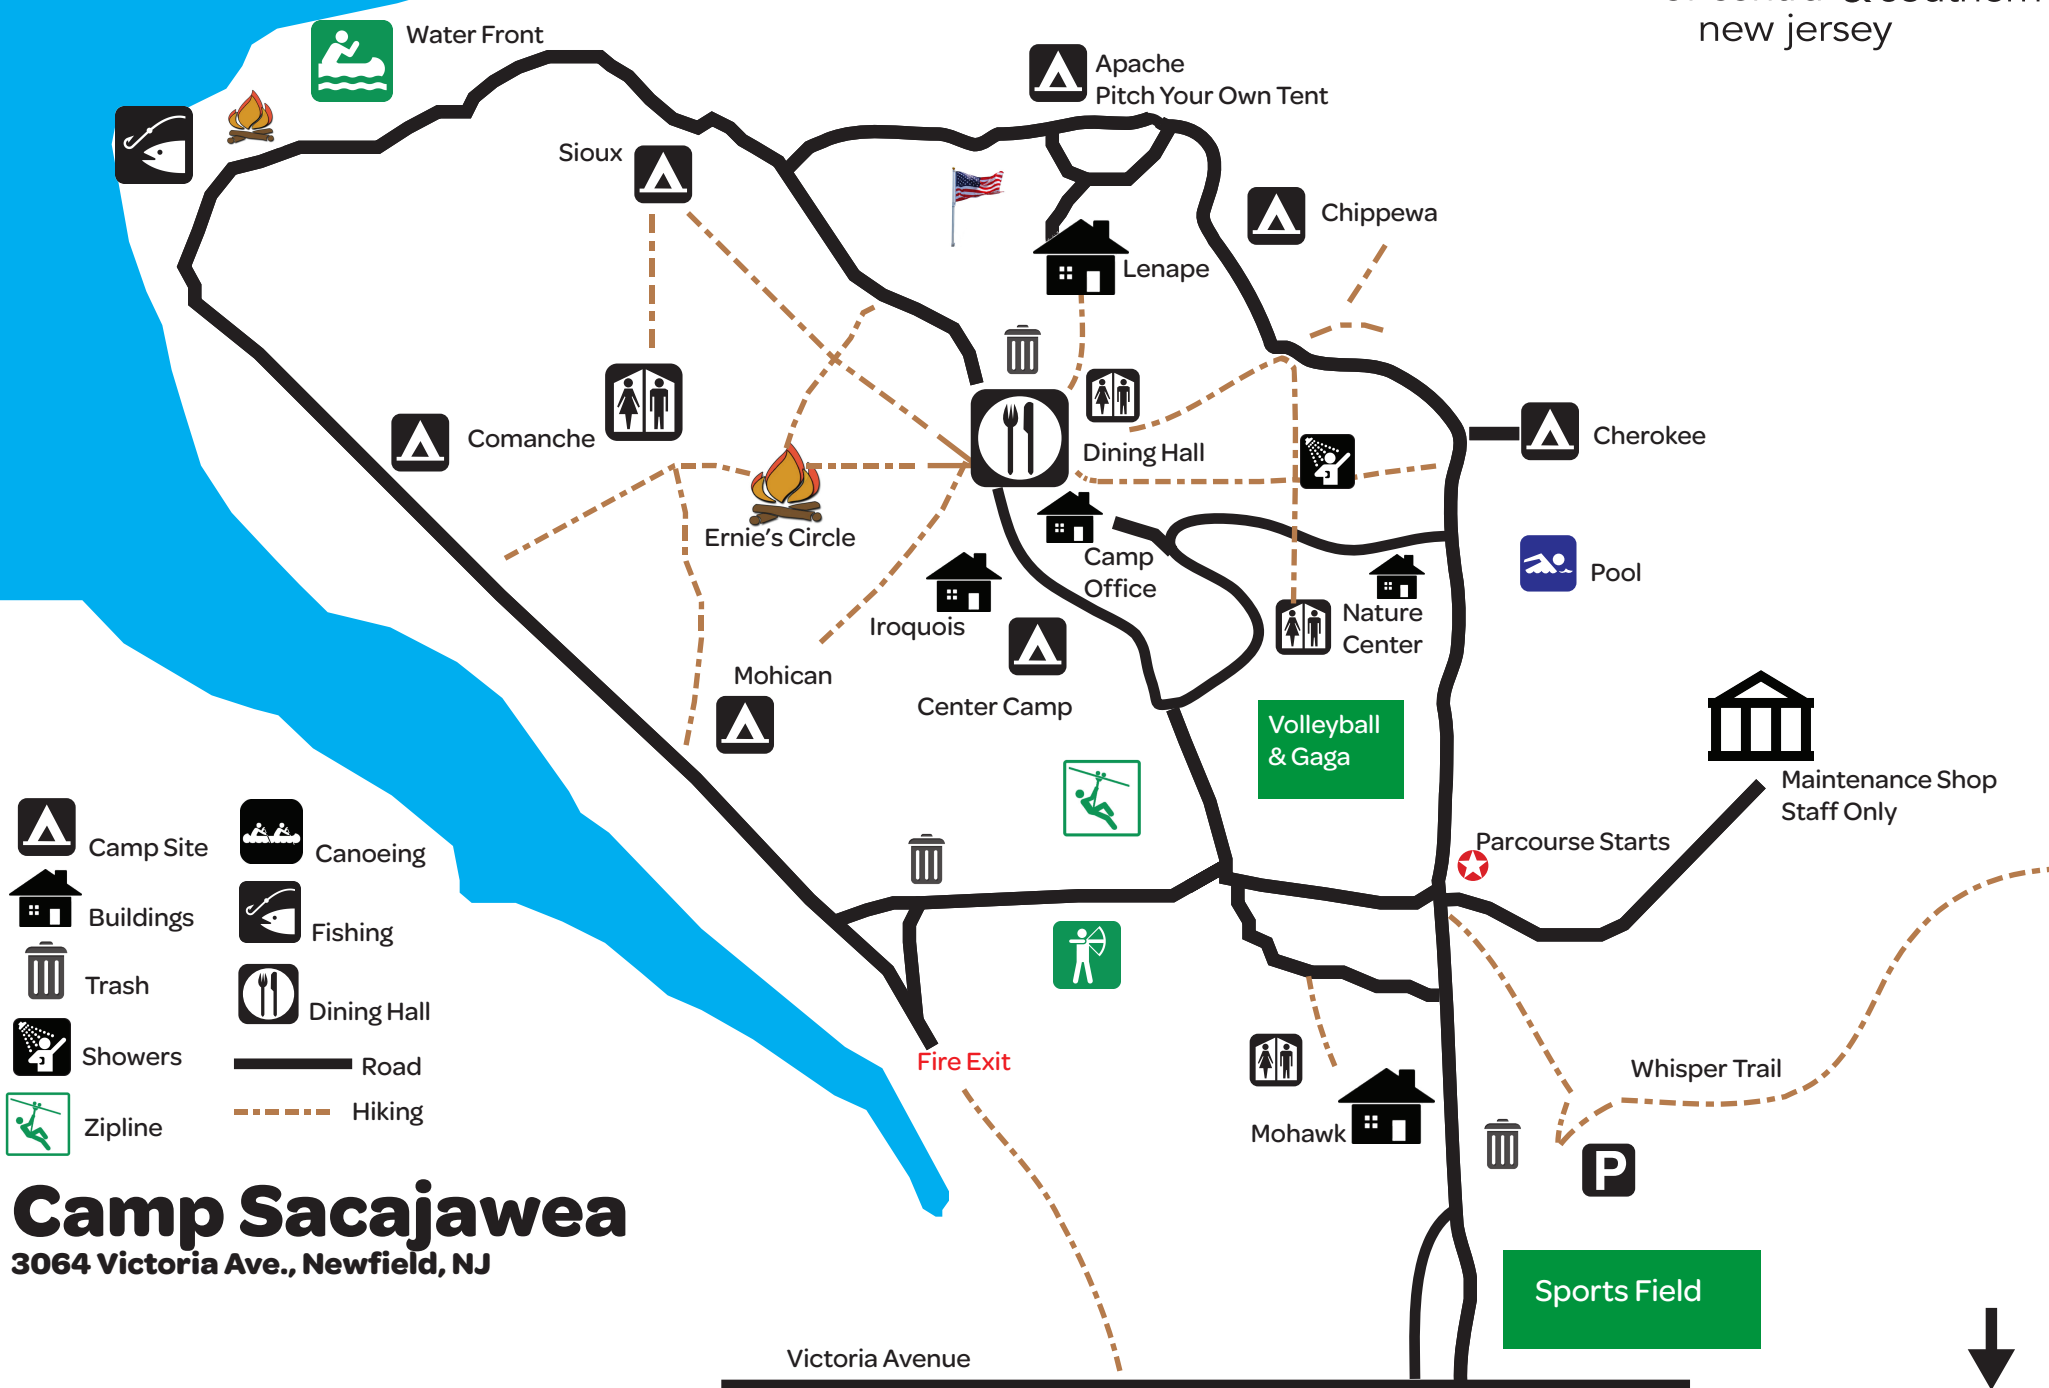 & southern
new jersey
Water Front
Apache
Pitch Your Own Tent
Sioux
Chippewa
Lenape
Comanche
Dining Hall
Cherokee
Ernie's Circle
Camp
Office
Pool
Iroquois
Nature
Center
Mohican
Center Camp
Volleyball
& Gaga
Maintenance Shop
Staff Only
Parcourse Starts
Camp Site
Canoeing
Buildings
Fishing
Trash
Dining Hall
Showers
Road
Zipline
Hiking
Fire Exit
Whisper Trail
Mohawk
P
Camp Sacajawea
3064 Victoria Ave., Newfield, NJ
Sports Field
Victoria Avenue